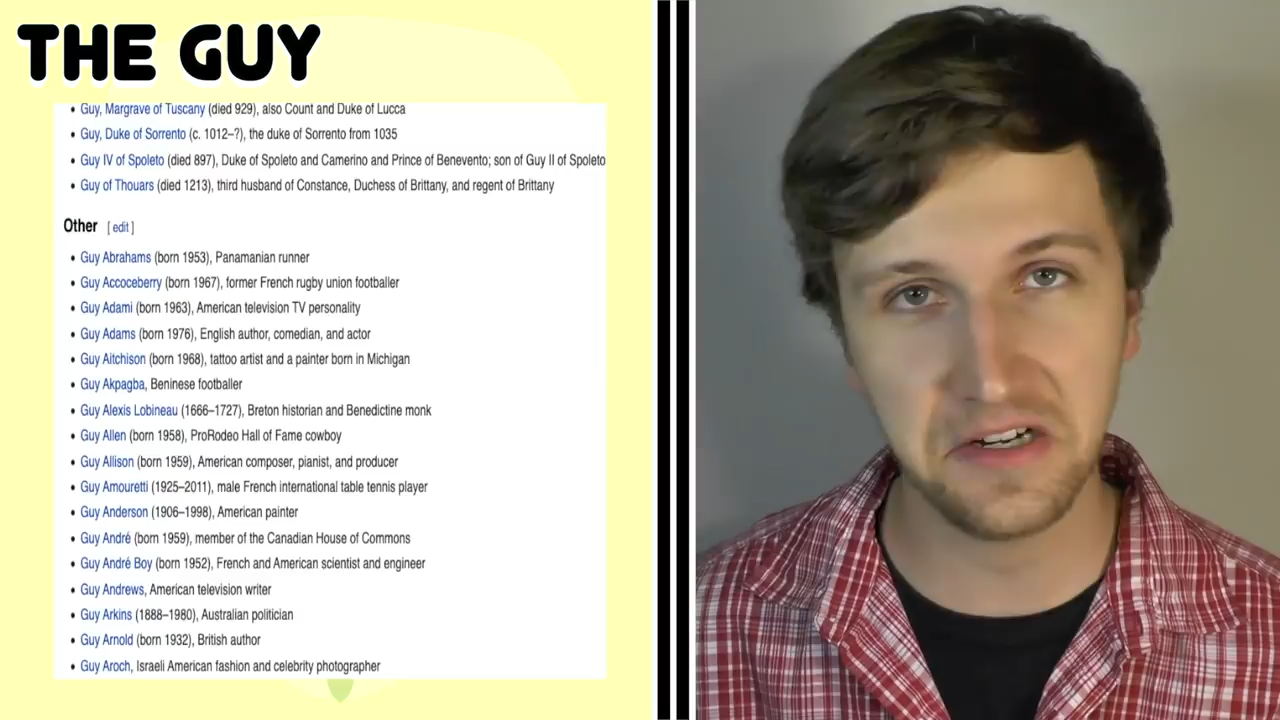 THE GUY
• Guy, Margrave of Tuscany (died 929), also Count and Duke of Lucca
• Guy, Duke of Sorrento (c. 1012–?), the duke of Sorrento from 1035
• Guy IV of Spoleto (died 897), Duke of Spoleto and Camerino and Prince of Benevento; son of Guy II of Spoleto
• Guy of Thouars (died 1213), third husband of Constance, Duchess of Brittany, and regent of Brittany
Other [ edit ]
• Guy Abrahams (born 1953), Panamanian runner
• Guy Accoceberry (born 1967), former French rugby union footballer
• Guy Adami (born 1963), American television TV personality
• Guy Adams (born 1976), English author, comedian, and actor
• Guy Aitchison (born 1968), tattoo artist and a painter born in Michigan
• Guy Akpagba, Beninese footballer
• Guy Alexis Lobineau (1666–1727), Breton historian and Benedictine monk
• Guy Allen (born 1958), ProRodeo Hall of Fame cowboy
• Guy Allison (born 1959), American composer, pianist, and producer
• Guy Amouretti (1925–2011), male French international table tennis player
• Guy Anderson (1906–1998), American painter
• Guy André (born 1959), member of the Canadian House of Commons
• Guy André Boy (born 1952), French and American scientist and engineer
• Guy Andrews, American television writer
• Guy Arkins (1888–1980), Australian politician
• Guy Arnold (born 1932), British author
• Guy Aroch, Israeli American fashion and celebrity photographer